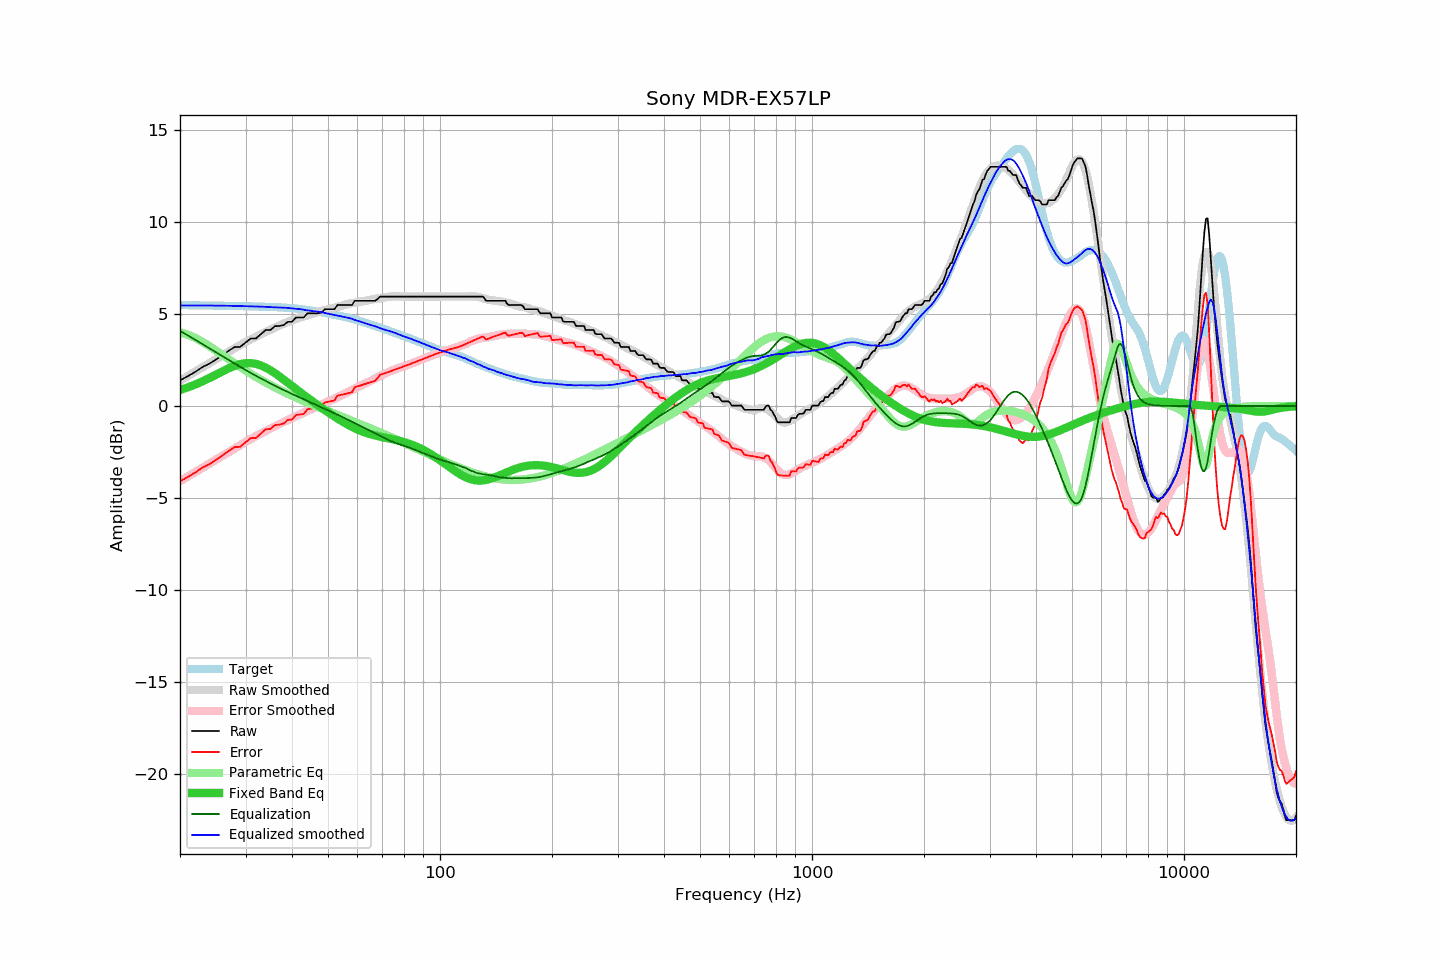 Sony MDR-EX57LP
15
10
5
0
−5
−10
−15
−20
Amplitude (dBr)
Target
Raw Smoothed
Error Smoothed
Raw
Error
Parametric Eq
Fixed Band Eq
Equalization
Equalized smoothed
100
1000
10000
Frequency (Hz)